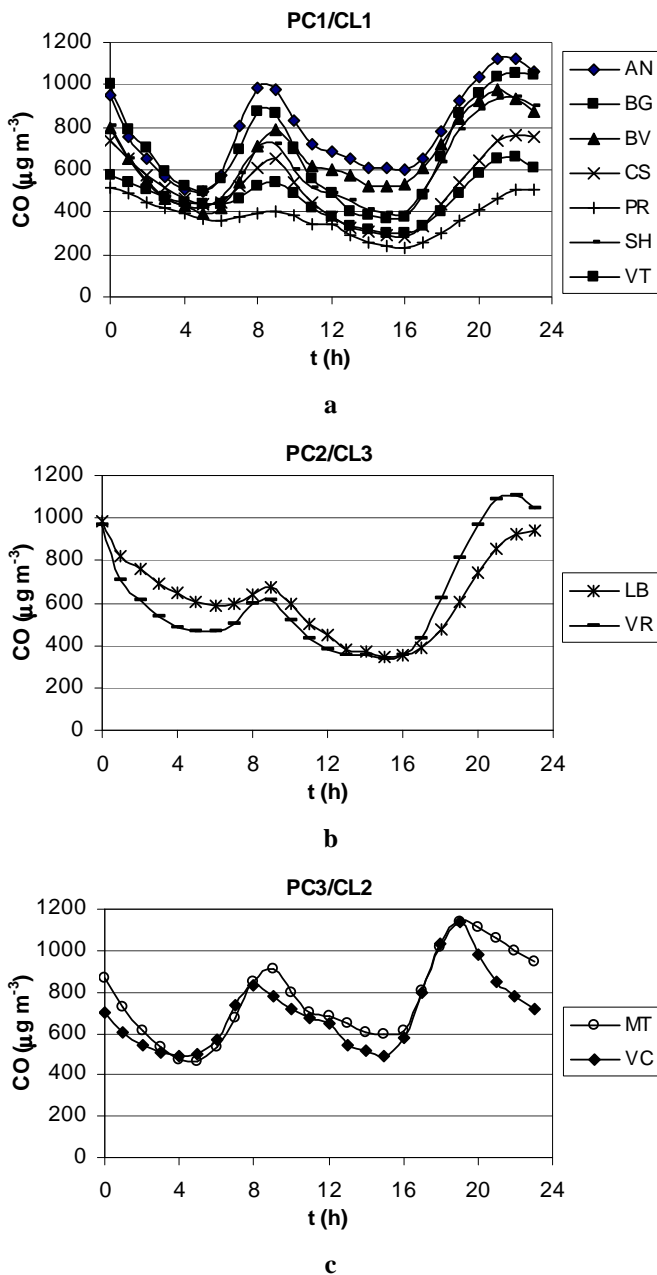 PC1/CL1
CO (µg m-3)
1200
1000
800
600
400
200
0
0 4 8 12 16 20 24
t (h)
AN
BG
BV
CS
PR
SH
VT
a
PC2/CL3
CO (µg m-3)
1200
1000
800
600
400
200
0
0 4 8 12 16 20 24
t (h)
LB
VR
b
PC3/CL2
CO (µg m-3)
1200
1000
800
600
400
200
0
0 4 8 12 16 20 24
t (h)
MT
VC
c